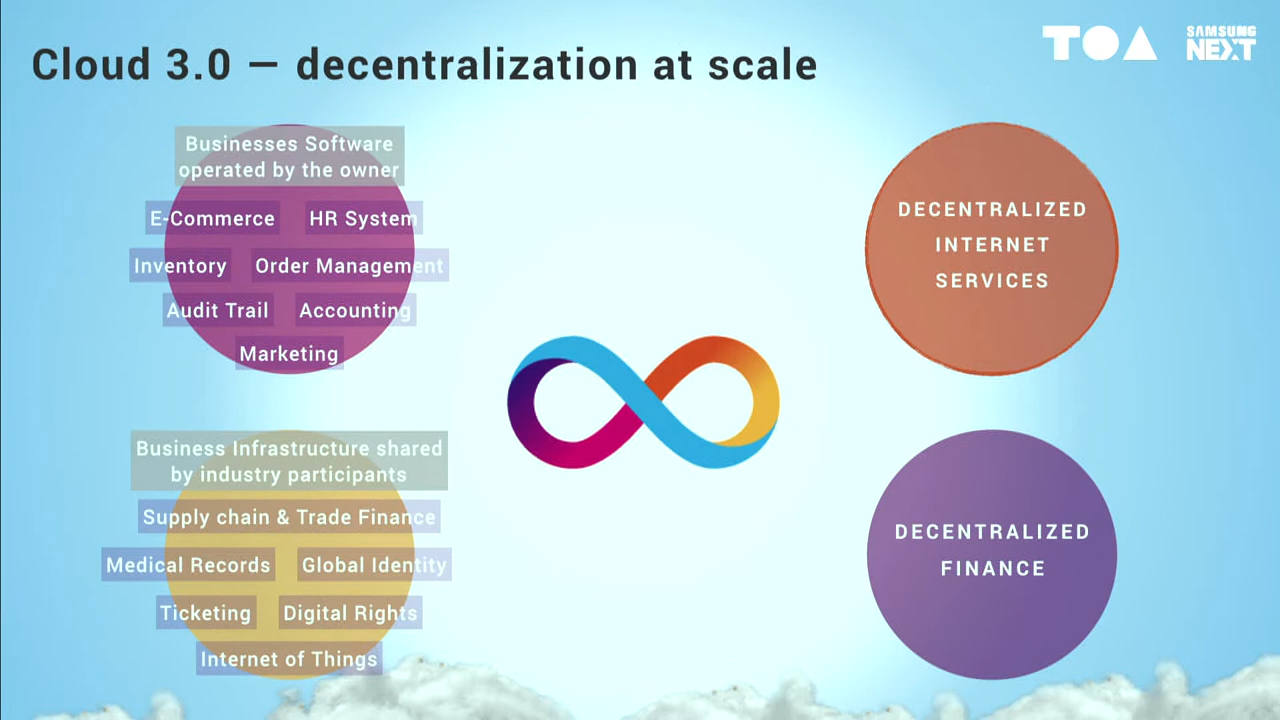 Cloud 3.0 — decentralization at scale
TOA
SAMSUNG
NEXT
Businesses Software
operated by the owner
E-Commerce
HR System
Inventory
Order Management
Audit Trail
Accounting
Marketing
Business Infrastructure shared
by industry participants
Supply chain & Trade Finance
Medical Records
Global Identity
Ticketing
Digital Rights
Internet of Things
DECENTRALIZED
INTERNET
SERVICES
DECENTRALIZED
FINANCE